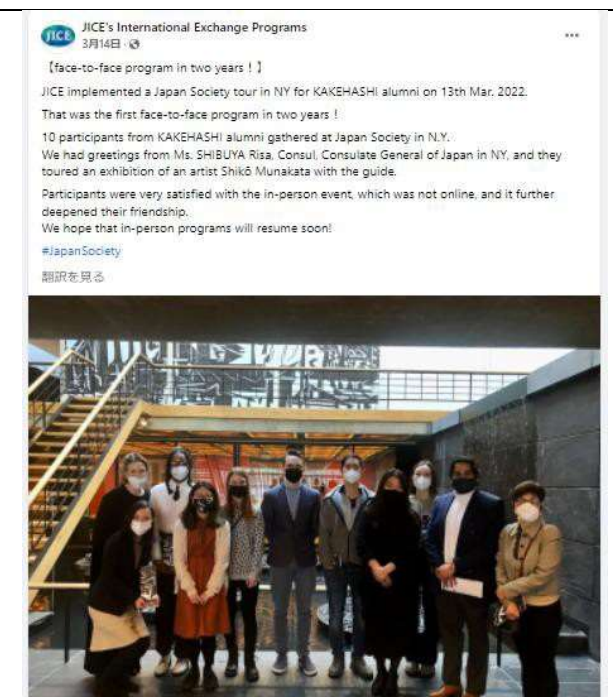 JICE
JICE's International Exchange Programs
3月14日
【face-to-face program in two years！】
JICE implemented a Japan Society tour in NY for KAKEHASHI alumni on 13th Mar. 2022.
That was the first face-to-face program in two years！
10 participants from KAKEHASHI alumni gathered at Japan Society in N.Y.
We had greetings from Ms. SHIBUYA Risa, Consul, Consulate General of Japan in NY, and they
toured an exhibition of an artist Shikō Munakata with the guide.
Participants were very satisfied with the in-person event, which was not online, and it further
deepened their friendship.
We hope that in-person programs will resume soon!
#JapanSociety
翻訳を見る